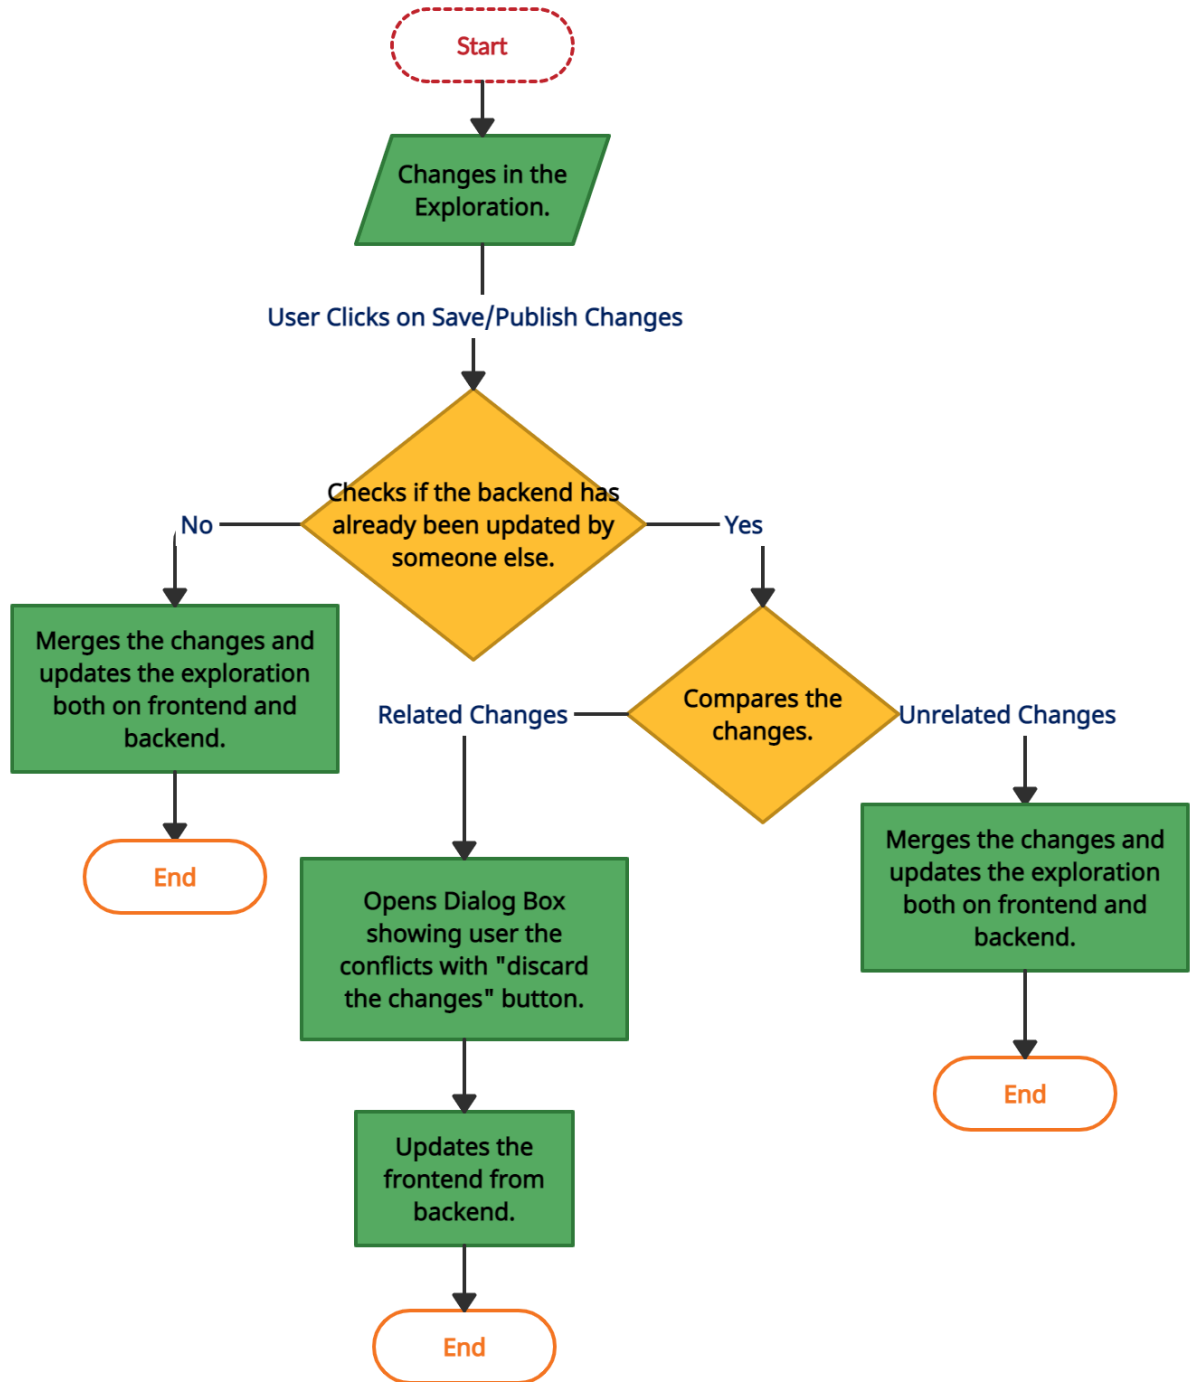 Start
Changes in the
Exploration.
User Clicks on Save/Publish Changes
Checks if the backend has
already been updated by
someone else.
No
Yes
Merges the changes and
updates the exploration
both on frontend and
backend.
End
Compares the
changes.
Related Changes
Unrelated Changes
Opens Dialog Box
showing user the
conflicts with "discard
the changes" button.
Updates the
frontend from
backend.
End
Merges the changes and
updates the exploration
both on frontend and
backend.
End